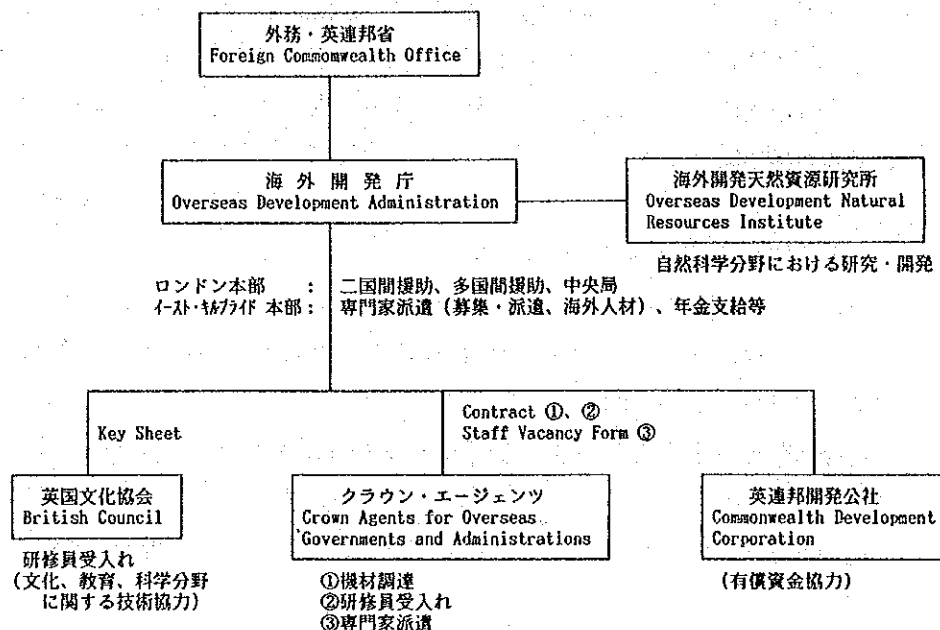 外務・英連邦省
Foreign Commonwealth Office
海外開発庁
Overseas Development Administration
海外開発天然資源研究所
Overseas Development Natural
Resources Institute
自然科学分野における研究・開発
ロンドン本部 : 二国間援助、多国間援助、中央局
イースト・キルブライド 本部 : 専門家派遣(募集・派遣、海外人材)、年金支給等
Key Sheet
Contract ①、②
Staff Vacancy Form ③
英国文化協会
British Council
研修員受入れ
(文化、教育、科学分野
に関する技術協力)
クラウン・エージェンツ
Crown Agents for Overseas
Governments and Administrations
①機材調達
②研修員受入れ
③専門家派遣
英連邦開発公社
Commonwealth Development
Corporation
(有償資金協力)